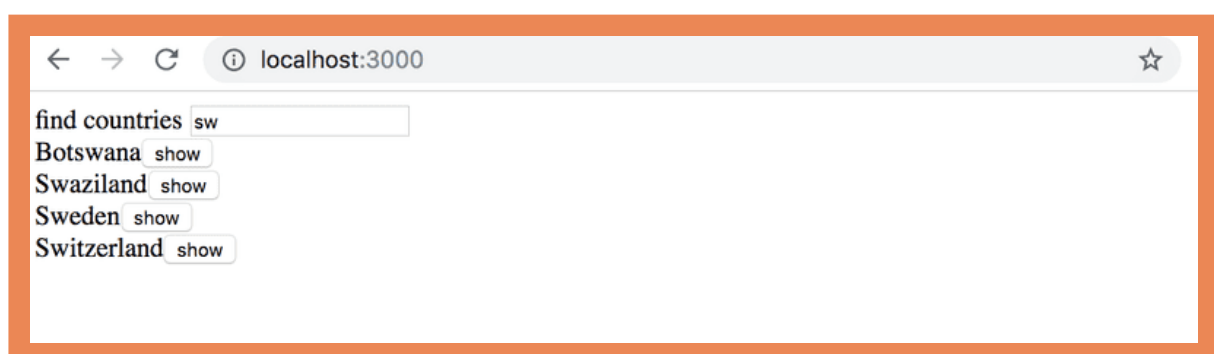 localhost:3000
find countries sw
Botswana show
Swaziland show
Sweden show
Switzerland show